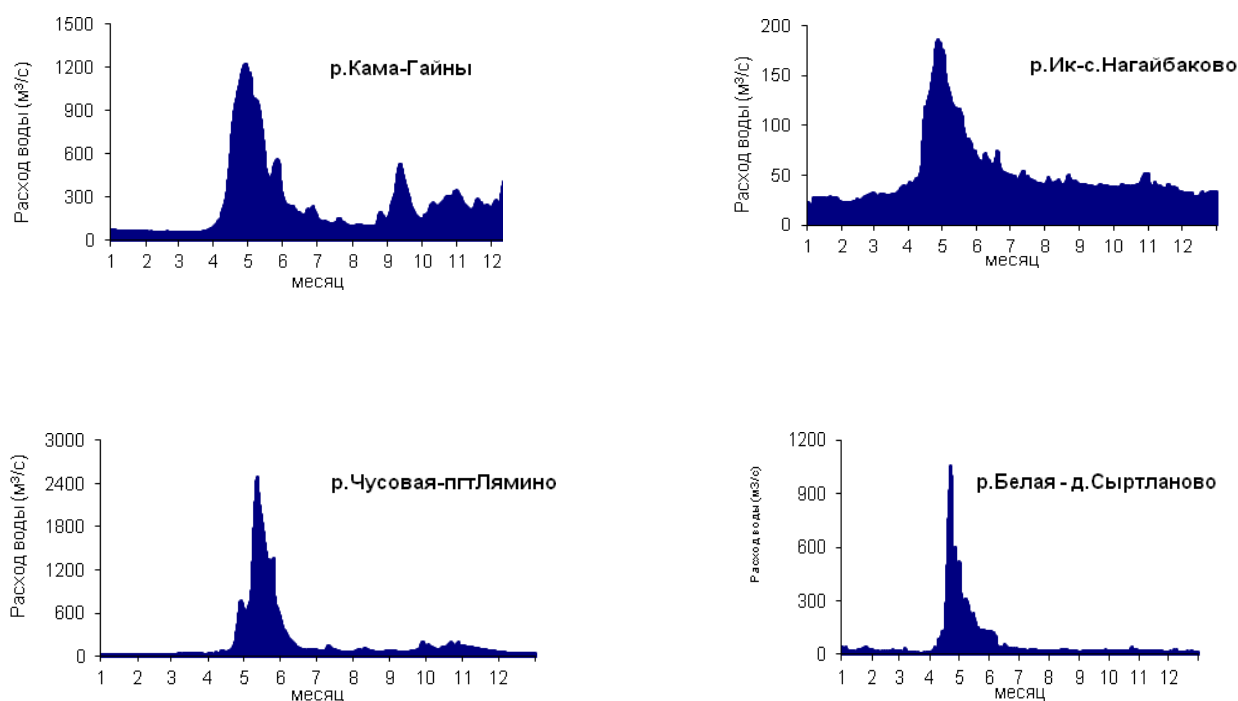 1500
1200
900
600
300
0
Расход воды (м³/с)
р.Кама-Гайны
1 2 3 4 5 6 7 8 9 10 11 12
месяц
200
150
100
50
0
Расход воды (м³/с)
р.Ик-с.Нагайбаково
1 2 3 4 5 6 7 8 9 10 11 12
месяц
3000
2400
1800
1200
600
0
Расход воды (м³/с)
р.Чусовая-пгтЛямино
1 2 3 4 5 6 7 8 9 10 11 12
месяц
1200
900
600
300
0
Расход воды (м3/с)
р.Белая - д.Сыртланово
1 2 3 4 5 6 7 8 9 10 11 12
месяц